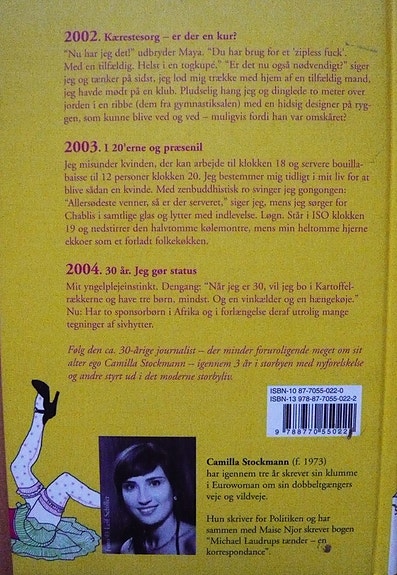 2002. Kærestesorg – er der en kur?
"Nu har jeg det!" udbryder Maya. "Du har brug for et 'zipless fuck'.
Med en tilfældig. Helst i en togkupé." "Er det nu også nødvendigt?" siger
jeg og tænker på sidst, jeg lod mig trække med hjem af en tilfældig mand,
jeg havde mødt på en klub. Pludselig hang jeg og dinglede to meter over
jorden i en ribbe (dem fra gymnastiksalen) med en hidsig designer på ryg-
gen, som kunne blive ved og ved – muligvis fordi han var omskåret?
2003. I 20'erne og præsenil
Jeg misunder kvinden, der kan arbejde til klokken 18 og servere bouilla-
baisse til 12 personer klokken 20. Jeg bestemmer mig tidligt i mit liv for at
blive sådan en kvinde. Med zenbuddhistisk ro svinger jeg gongongen:
"Allersødeste venner, så er der serveret," siger jeg, mens jeg sørger for
Chablis i samtlige glas og lytter med indlevelse. Løgn. Står i ISO klokken
19 og nedstirrer den halvtomme kølemontre, mens min heltomme hjerne
ekkoer som et forladt folkekøkken.
2004. 30 år. Jeg gør status
Mit yngelplejeinstinkt. Dengang: "Når jeg er 30, vil jeg bo i Kartoffel-
rækkerne og have tre børn, mindst. Og en vinkælder og en hængekøje."
Nu: Har to sponsorbørn i Afrika og i forlængelse deraf utrolig mange
tegninger af sivhytter.
Følg den ca. 30-årige journalist – der minder foruroligende meget om sit
alter ego Camilla Stockmann – igennem 3 år i storbyen med nyforelskelse
og andre styrt ud i det moderne storbyliv.
ISBN-10 87-7055-022-0
ISBN-13 978-87-7055-022-2
9 788770 550222
Camilla Stockmann (f. 1973)
har igennem tre år skrevet sin klumme
i Eurowoman om sin dobbeltgængers
veje og vildveje.
Hun skriver for Politiken og har
sammen med Maise Njor skrevet bogen
"Michael Laudrups tænder – en
korrespondance".